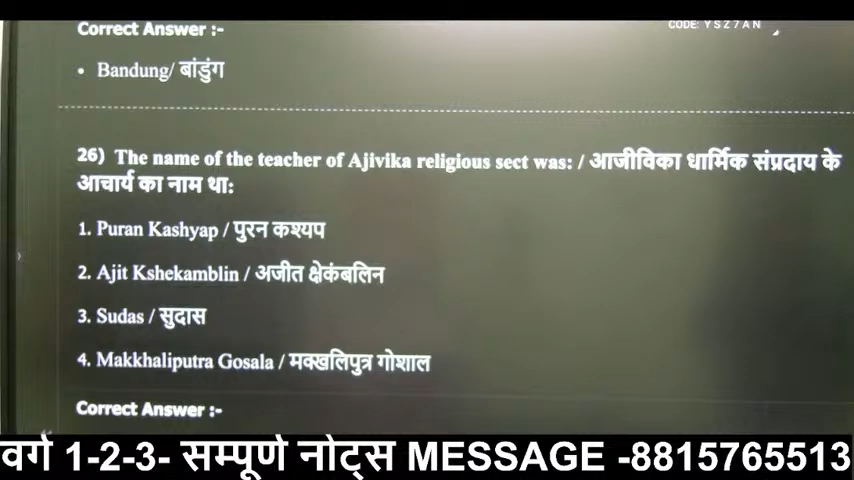 CODE: YSZ7AN
Correct Answer :-
• Bandung/ बांडुंग
26) The name of the teacher of Ajivika religious sect was: / आजीविका धार्मिक संप्रदाय के
आचार्य का नाम था:
1. Puran Kashyap / पुरन कश्यप
2. Ajit Kshekamblin / अजीत क्षेकंबलिन
3. Sudas / सुदास
4. Makkhaliputra Gosala / मक्खलिपुत्र गोशाल
Correct Answer :-
वर्ग 1-2-3- सम्पूर्ण नोट्स MESSAGE -8815765513